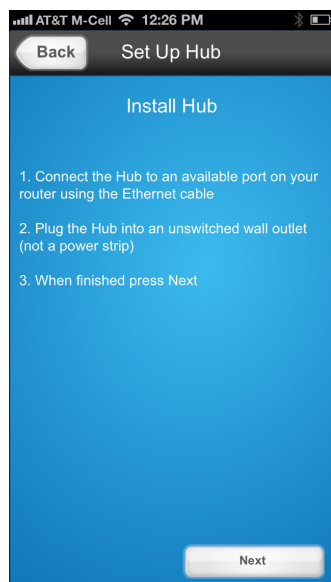 AT&T M-Cell 12:26 PM
Back Set Up Hub
Install Hub
1. Connect the Hub to an available port on your
router using the Ethernet cable
2. Plug the Hub into an unswitched wall outlet
(not a power strip)
3. When finished press Next
Next